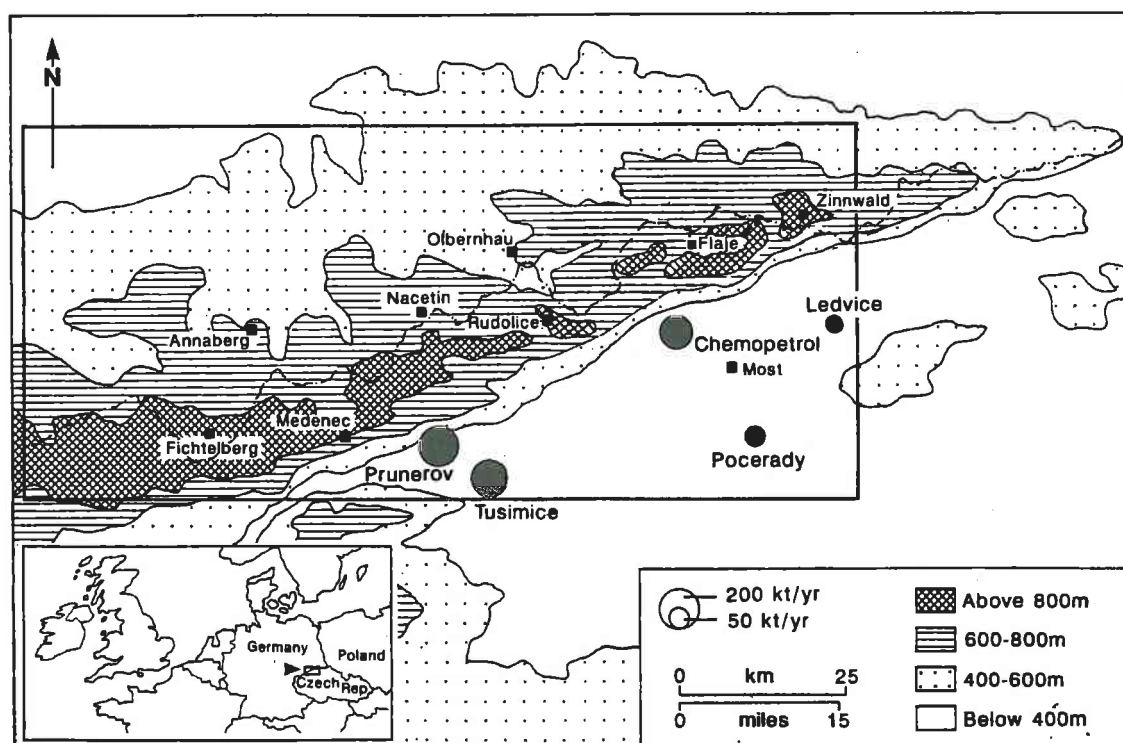 N
Zinnwald
Flaje
Olbernhau
Nacetin
Rudolice
Ledvice
Annaberg
Chemopetrol
Most
Medenec
Fichtelberg
Prunerov
Pocerady
Tusimice
200 kt/yr
50 kt/yr
0 km 25
0 miles 15
Above 800m
600-800m
400-600m
Below 400m
Germany
Poland
Czech Rep